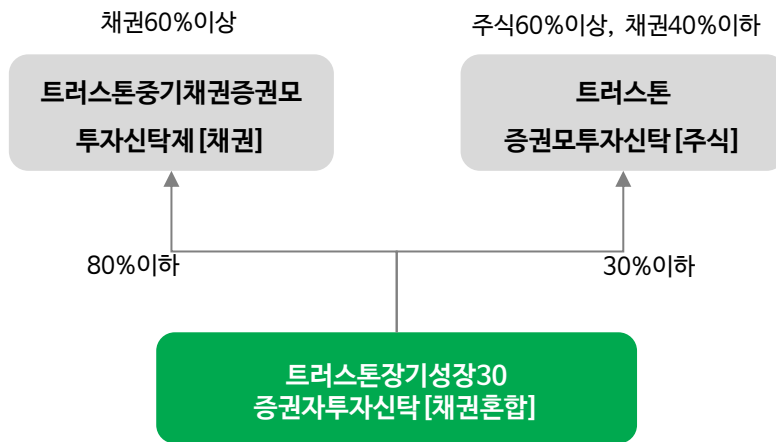 채권60%이상
주식60%이상, 채권40%이하
트러스톤중기채권증권모
투자신탁제[채권]
트러스톤
증권모투자신탁[주식]
80%이하
30%이하
트러스톤장기성장30
증권자투자신탁[채권혼합]